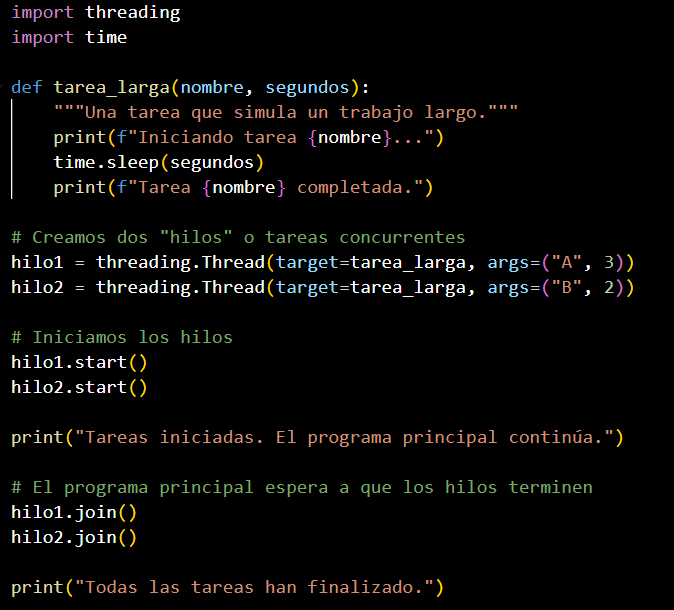 import threading
import time

def tarea_larga(nombre, segundos):
    """Una tarea que simula un trabajo largo."""
    print(f"Iniciando tarea {nombre}...")
    time.sleep(segundos)
    print(f"Tarea {nombre} completada.")

# Creamos dos "hilos" o tareas concurrentes
hilo1 = threading.Thread(target=tarea_larga, args=("A", 3))
hilo2 = threading.Thread(target=tarea_larga, args=("B", 2))

# Iniciamos los hilos
hilo1.start()
hilo2.start()

print("Tareas iniciadas. El programa principal continúa.")

# El programa principal espera a que los hilos terminen
hilo1.join()
hilo2.join()

print("Todas las tareas han finalizado.")